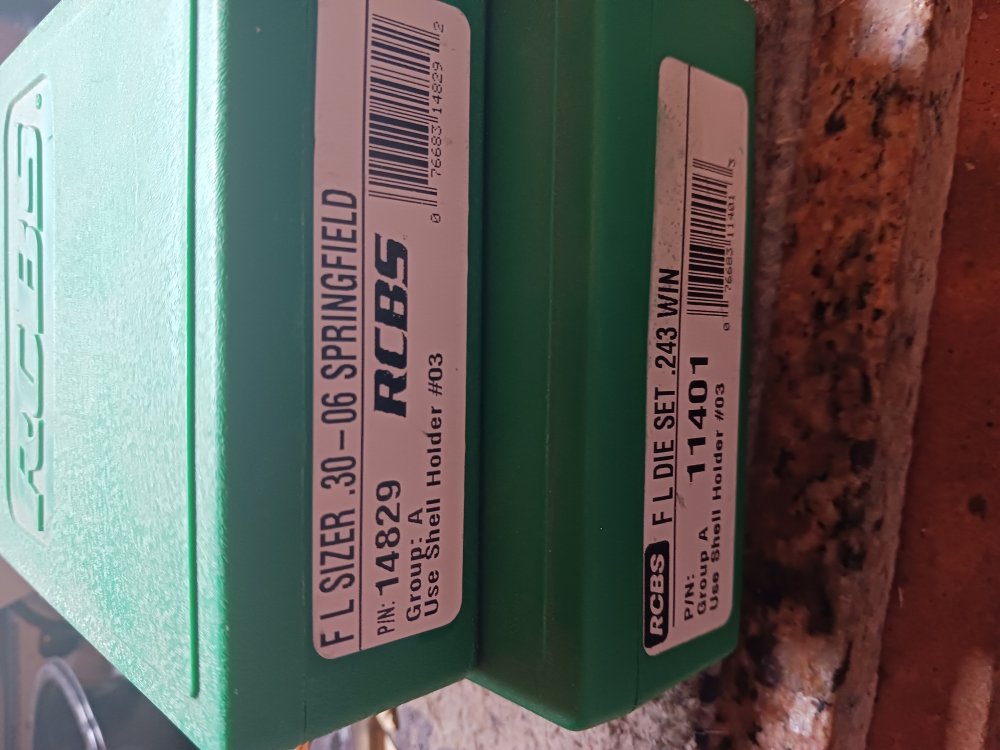 RCBS
F L SIZER .30-06 SPRINGFIELD
P/N: 14829
RCBS
0 76683 14829 2
Group: A
Use Shell Holder #03
RCBS F L DIE SET .243 WIN
P/N: 11401
0 76683 11401 3
Group A
Use Shell Holder #03